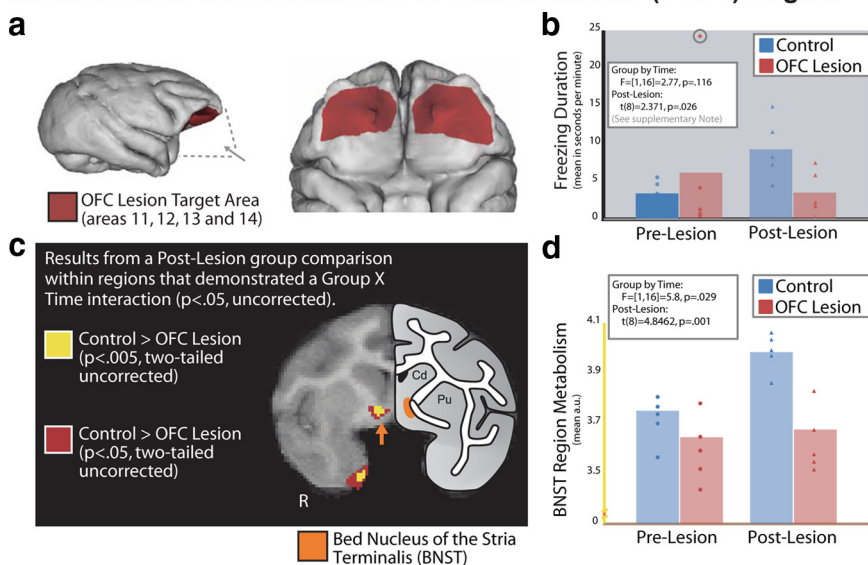 a
OFC Lesion Target Area
(areas 11, 12, 13 and 14)
b
Freezing Duration
(mean in seconds per minute)
25
20
15
10
5
0
Control
OFC Lesion
Group by Time:
F=[1,16]=2.77, p=.116
Post-Lesion:
t(8)=2.371, p=.026
(See supplementary Note)
Pre-Lesion
Post-Lesion
c
Results from a Post-Lesion group comparison
within regions that demonstrated a Group X
Time interaction (p<.05, uncorrected).
Control > OFC Lesion
(p<.005, two-tailed
uncorrected)
Control > OFC Lesion
(p<.05, two-tailed
uncorrected)
Cd
Pu
R
Bed Nucleus of the Stria
Terminalis (BNST)
d
BNST Region Metabolism
(mean a.u.)
4.1
3.9
3.7
3.5
0
Group by Time:
F=[1,16]=5.8, p=.029
Post-Lesion:
t(8)=4.8462, p=.001
Control
OFC Lesion
Pre-Lesion
Post-Lesion